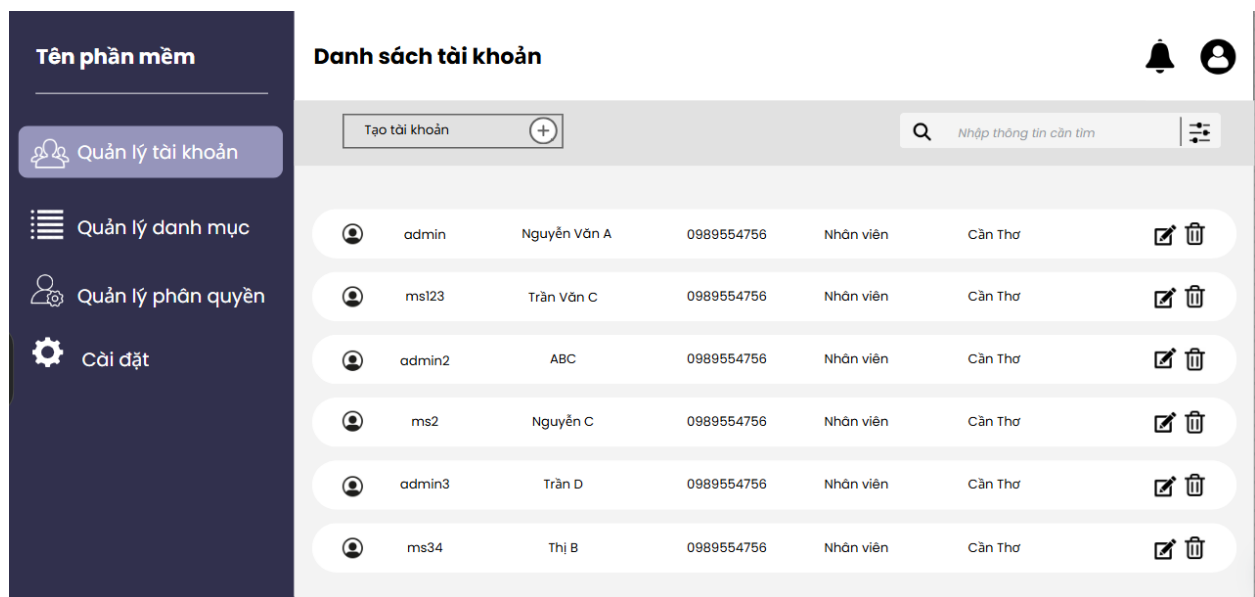 Tên phần mềm
Danh sách tài khoản
Tạo tài khoản
Nhập thông tin cần tìm
Quản lý tài khoản
Quản lý danh mục
Quản lý phân quyền
Cài đặt
admin Nguyễn Văn A 0989554756 Nhân viên Cần Thơ
ms123 Trần Văn C 0989554756 Nhân viên Cần Thơ
admin2 ABC 0989554756 Nhân viên Cần Thơ
ms2 Nguyễn C 0989554756 Nhân viên Cần Thơ
admin3 Trần D 0989554756 Nhân viên Cần Thơ
ms34 Thị B 0989554756 Nhân viên Cần Thơ